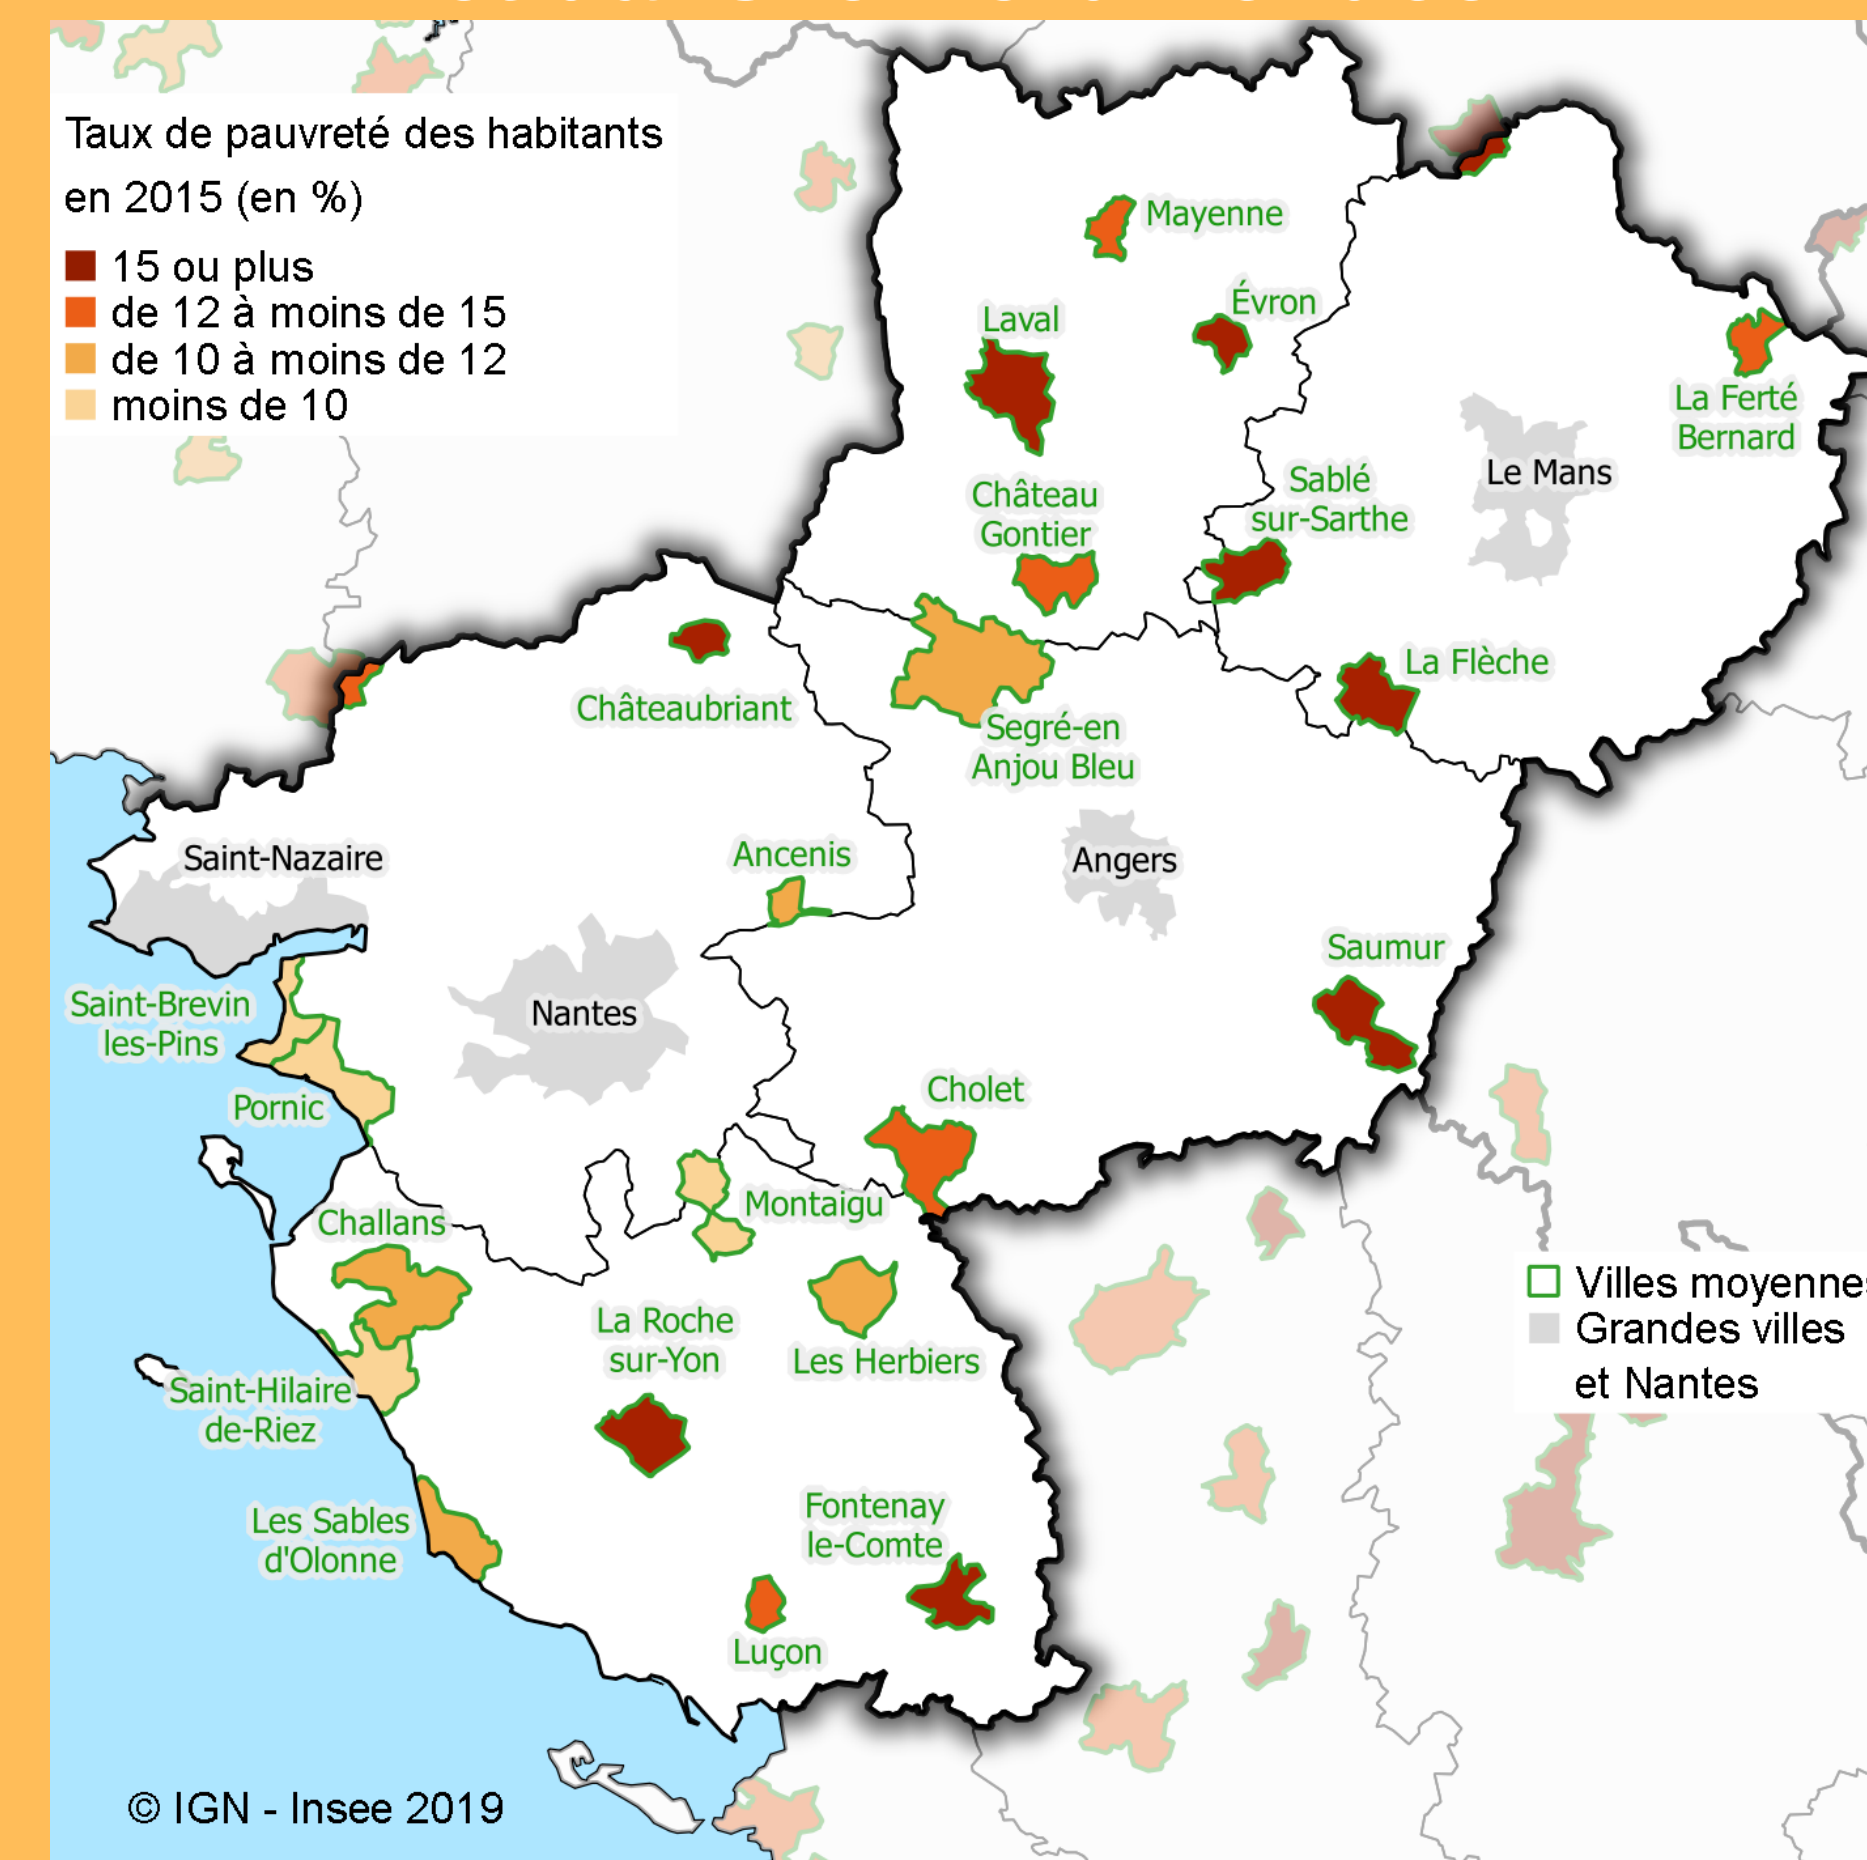 Taux de pauvreté des habitants
en 2015 (en %)
15 ou plus
de 12 à moins de 15
de 10 à moins de 12
moins de 10
Mayenne
Évron
Laval
La Ferté
Bernard
Le Mans
Sablé
sur-Sarthe
Château
Gontier
La Flèche
Châteaubriant
Segré-en
Anjou Bleu
Saint-Nazaire
Ancenis
Angers
Saumur
Saint-Brevin
les-Pins
Nantes
Pornic
Cholet
Montaigu
Challans
Villes moyennes
Grandes villes
et Nantes
La Roche
sur-Yon
Les Herbiers
Saint-Hilaire
de-Riez
Les Sables
d'Olonne
Fontenay
le-Comte
Luçon
© IGN - Insee 2019